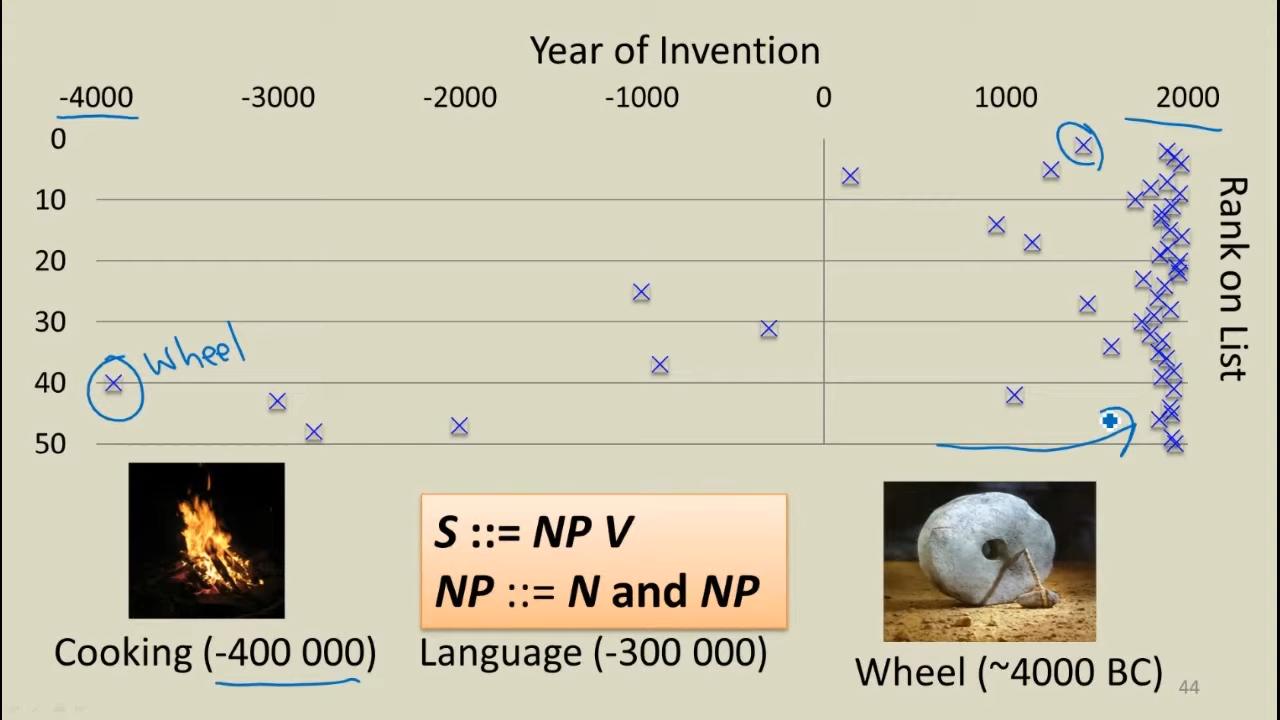 Year of Invention
-4000 -3000 -2000 -1000 0 1000 2000
0
10
20
30
40
50
Rank on List
wheel
S ::= NP V
NP ::= N and NP
Cooking (-400 000)
Language (-300 000)
Wheel (~4000 BC)
44